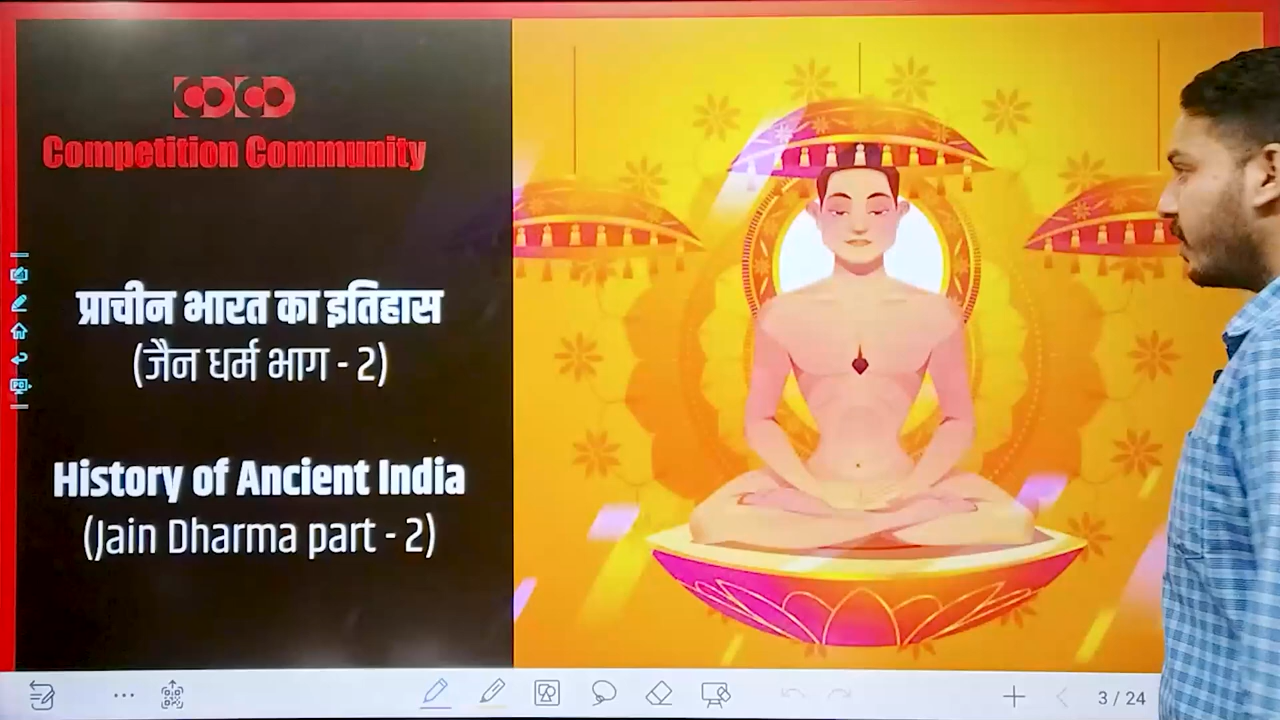 Competition Community
प्राचीन भारत का इतिहास
(जैन धर्म भाग - 2)
History of Ancient India
(Jain Dharma part - 2)
3 / 24